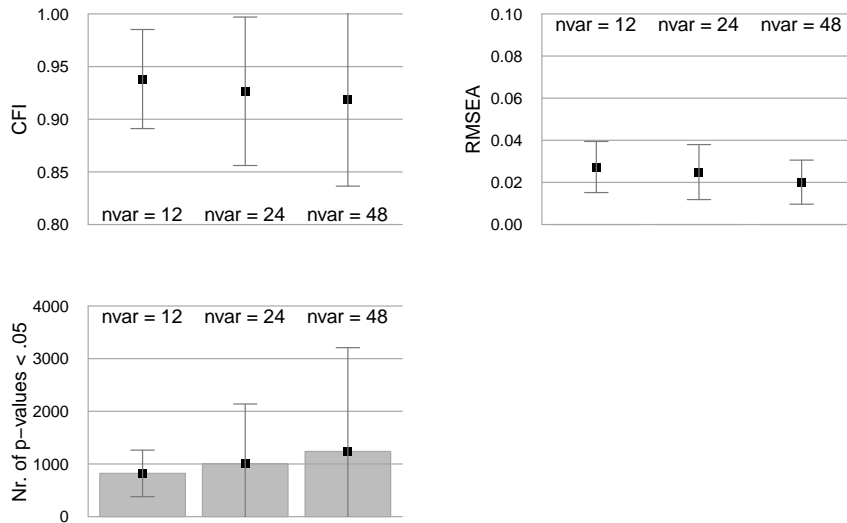 CFI
1.00
0.95
0.90
0.85
0.80
nvar = 12 nvar = 24 nvar = 48
RMSEA
0.10
0.08
0.06
0.04
0.02
0.00
nvar = 12 nvar = 24 nvar = 48
Nr. of p−values < .05
4000
3000
2000
1000
0
nvar = 12 nvar = 24 nvar = 48